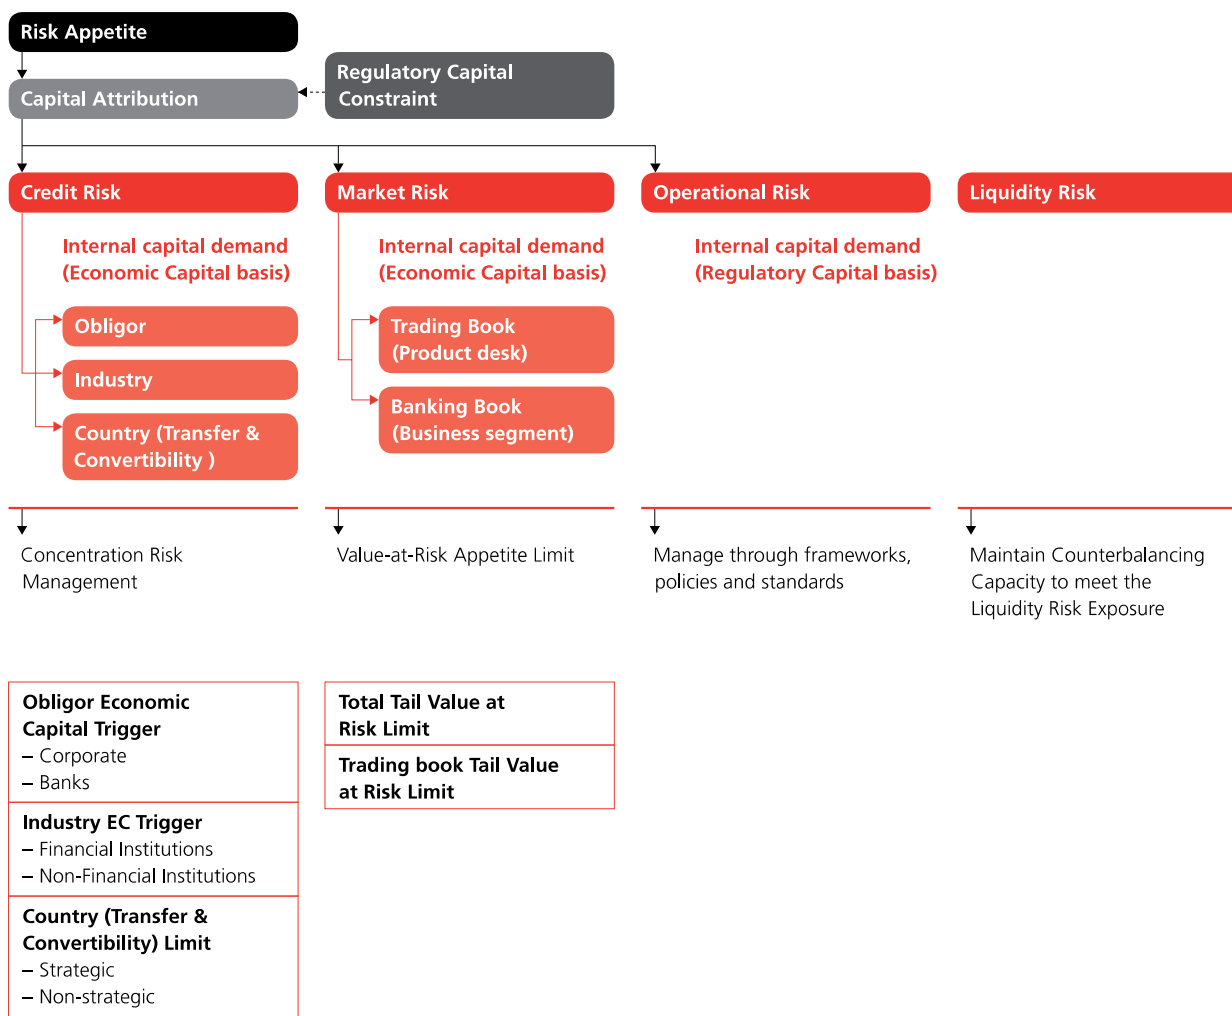 Risk Appetite
Capital Attribution
Regulatory Capital
Constraint
Credit Risk
Market Risk
Operational Risk
Liquidity Risk
Internal capital demand
(Economic Capital basis)
Internal capital demand
(Economic Capital basis)
Internal capital demand
(Regulatory Capital basis)
Obligor
Industry
Country (Transfer &
Convertibility )
Trading Book
(Product desk)
Banking Book
(Business segment)
Concentration Risk
Management
Value-at-Risk Appetite Limit
Manage through frameworks,
policies and standards
Maintain Counterbalancing
Capacity to meet the
Liquidity Risk Exposure
Obligor Economic
Capital Trigger
– Corporate
– Banks
Industry EC Trigger
– Financial Institutions
– Non-Financial Institutions
Country (Transfer &
Convertibility) Limit
– Strategic
– Non-strategic
Total Tail Value at
Risk Limit
Trading book Tail Value
at Risk Limit